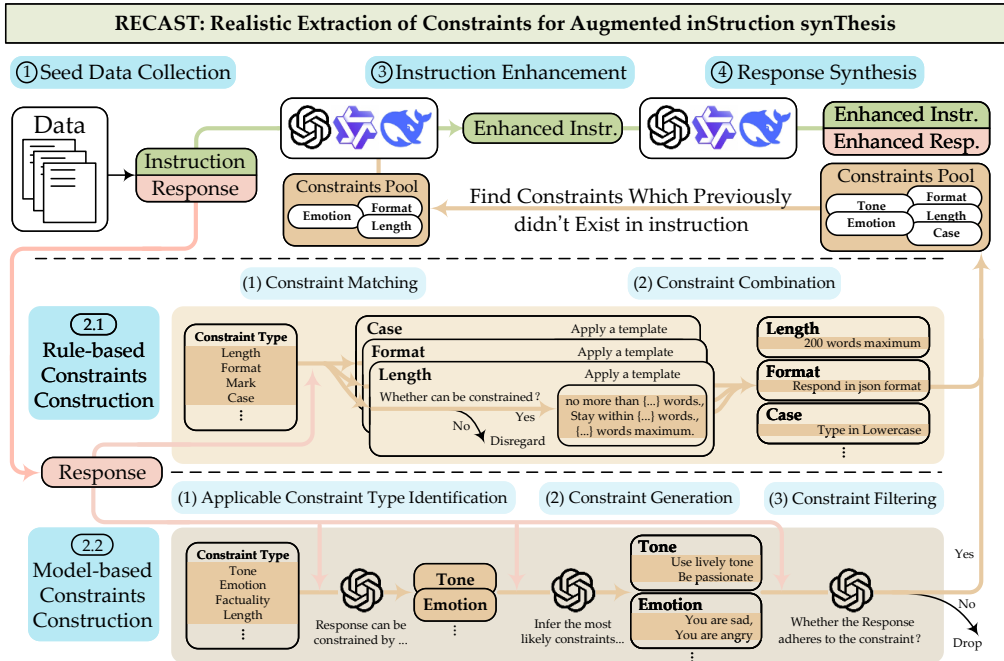 RECAST: Realistic Extraction of Constraints for Augmented inStruction synThesis
① Seed Data Collection
③ Instruction Enhancement
④ Response Synthesis
Data
Instruction
Response
Enhanced Instr.
Enhanced Instr.
Enhanced Resp.
Constraints Pool
Emotion
Format
Length
Find Constraints Which Previously
didn't Exist in instruction
Constraints Pool
Tone
Emotion
Format
Length
Case
(1) Constraint Matching
(2) Constraint Combination
2.1
Rule-based
Constraints
Construction
Constraint Type
Length
Format
Mark
Case
⋮
Case
Apply a template
Format
Apply a template
Length
Apply a template
Whether can be constrained ?
Yes
No
Disregard
no more than {...} words.,
Stay within {...} words.,
{...} words maximum.
Length
200 words maximum
Format
Respond in json format
Case
Type in Lowercase
⋮
Response
(1) Applicable Constraint Type Identification
(2) Constraint Generation
(3) Constraint Filtering
2.2
Model-based
Constraints
Construction
Constraint Type
Tone
Emotion
Factuality
Length
⋮
Response can be
constrained by ...
Tone
Emotion
⋮
Infer the most
likely constraints...
Tone
Use lively tone
Be passionate
Emotion
You are sad,
You are angry
⋮
Whether the Response
adheres to the constraint ?
Yes
No
Drop